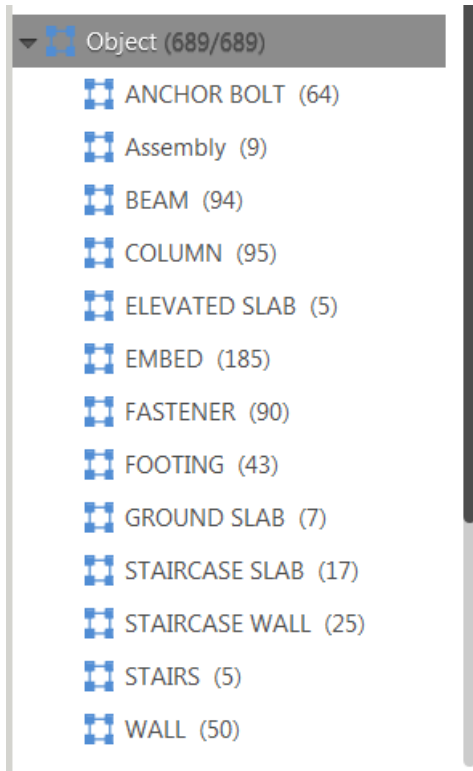 Object (689/689)
ANCHOR BOLT (64)
Assembly (9)
BEAM (94)
COLUMN (95)
ELEVATED SLAB (5)
EMBED (185)
FASTENER (90)
FOOTING (43)
GROUND SLAB (7)
STAIRCASE SLAB (17)
STAIRCASE WALL (25)
STAIRS (5)
WALL (50)